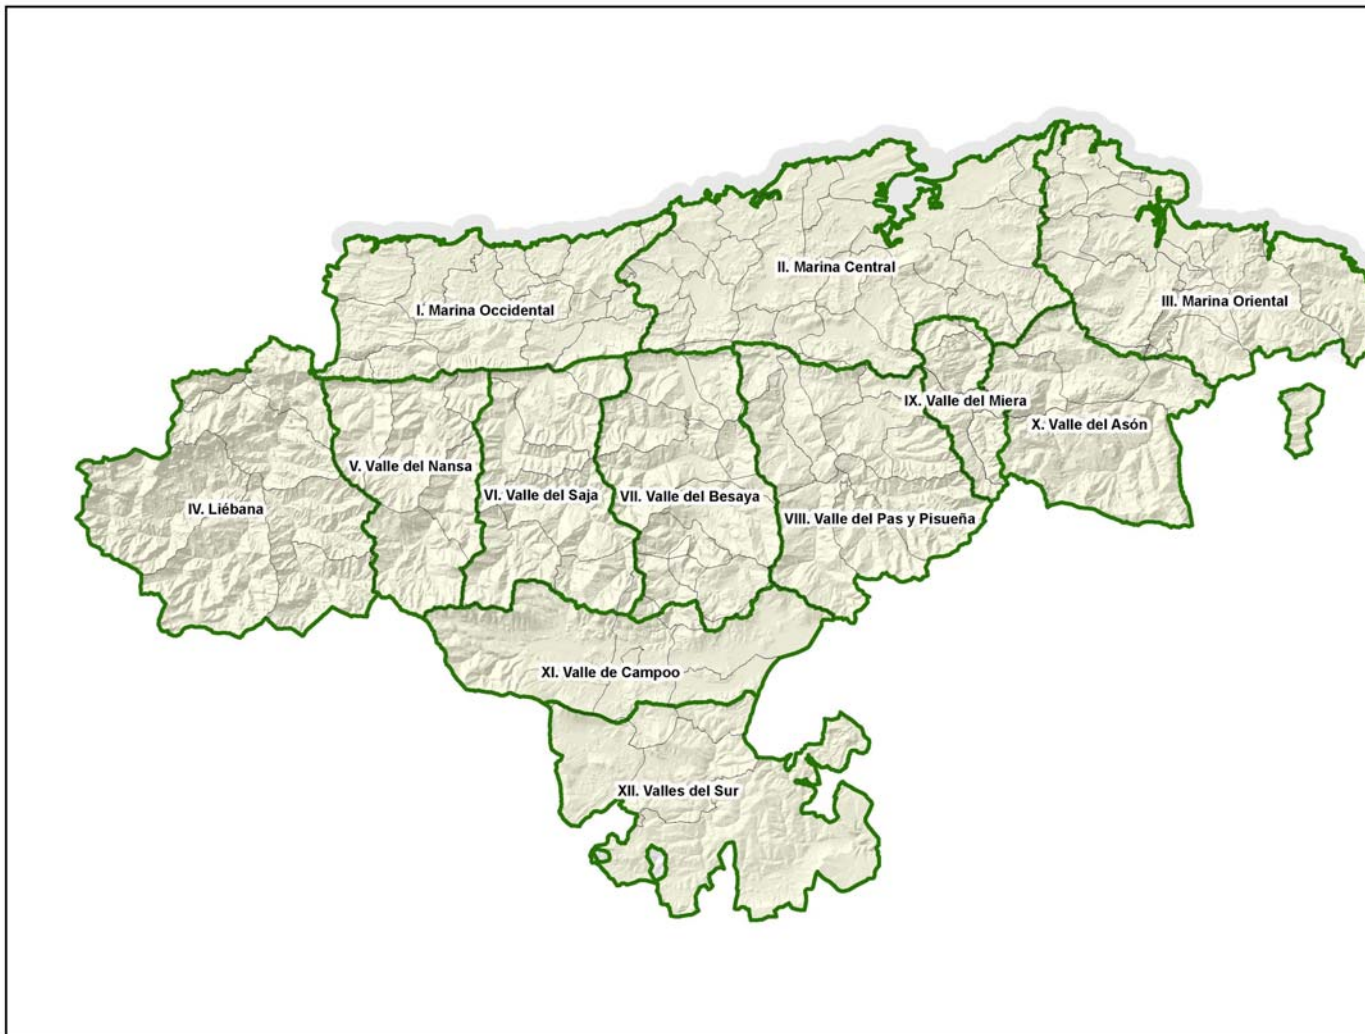 II. Marina Central
III. Marina Oriental
I. Marina Occidental
IX. Valle del Miera
X. Valle del Asón
V. Valle del Nansa
VI. Valle del Saja
VII. Valle del Besaya
IV. Liébana
VIII. Valle del Pas y Pisueña
XI. Valle de Campoo
XII. Valles del Sur